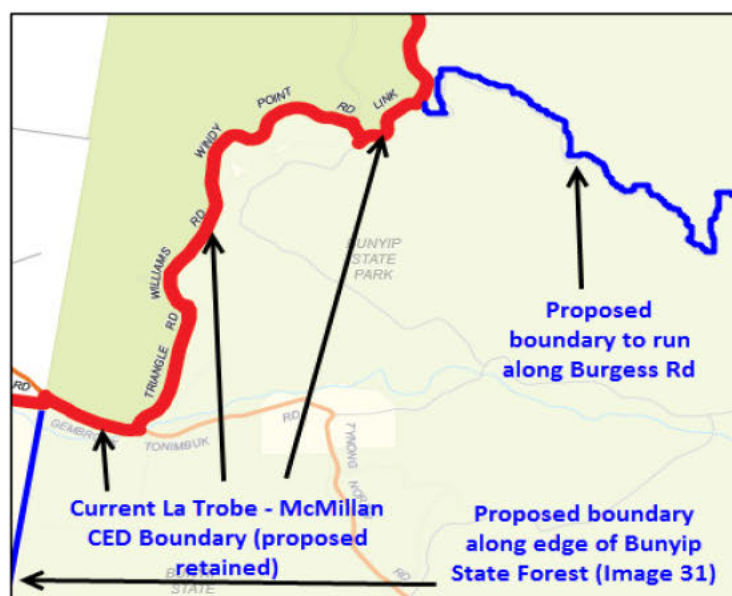 WINDY
POINT
RD
LINK
WILLIAMS
RD
BUNYIP
STATE
PARK
TRIANGLE
RD
Proposed
boundary to run
along Burgess Rd
RD
GEMBROOK
TONIMBUK
RD
TYNONG
NORTH
RD
Current La Trobe - McMillan
CED Boundary (proposed
retained)
Proposed boundary
along edge of Bunyip
State Forest (Image 31)
STATE